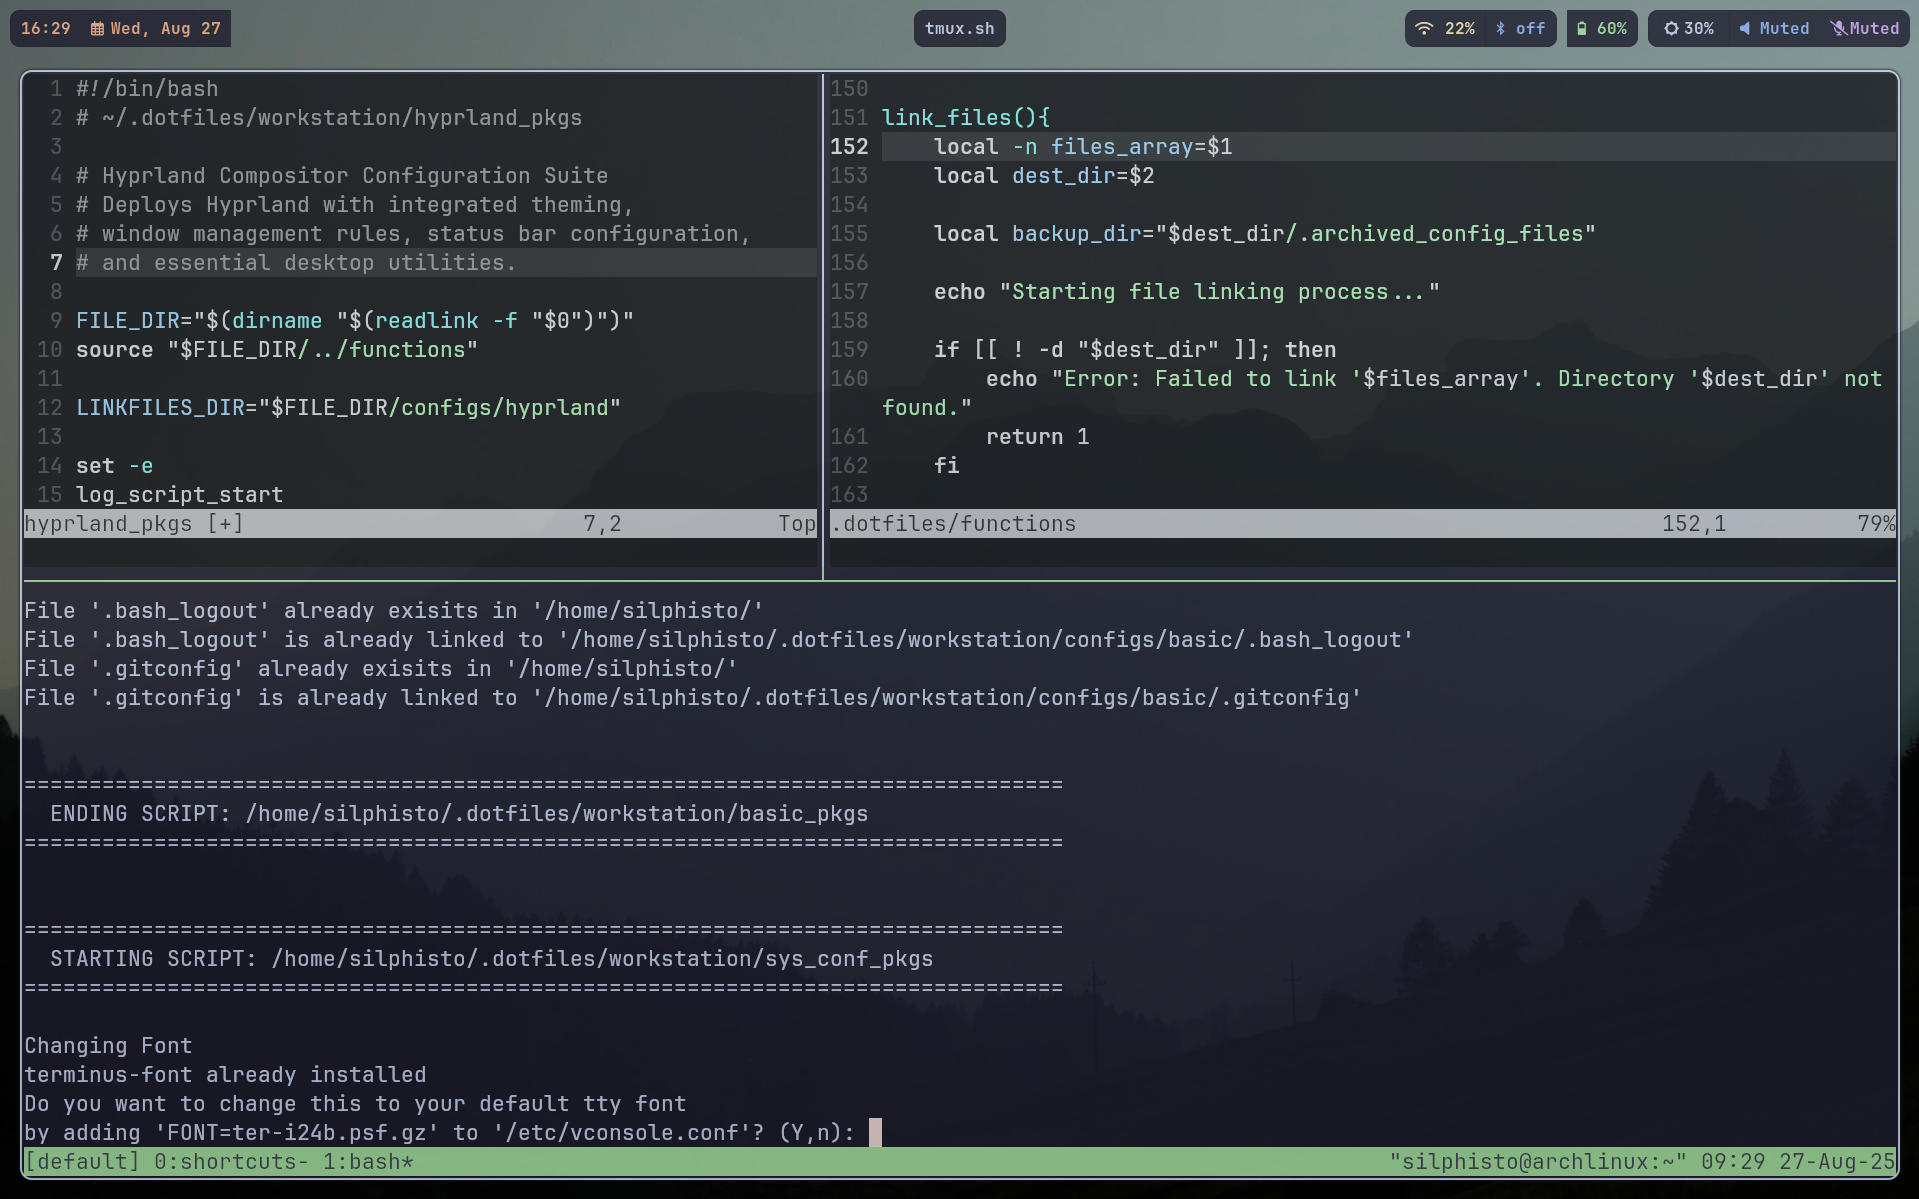 16:29 Wed, Aug 27
tmux.sh
22% off 60% 30% Muted Muted
1 #!/bin/bash
2 # ~/.dotfiles/workstation/hyprland_pkgs
3
4 # Hyprland Compositor Configuration Suite
5 # Deploys Hyprland with integrated theming,
6 # window management rules, status bar configuration,
7 # and essential desktop utilities.
8
9 FILE_DIR="$(dirname "$(readlink -f "$0")")"
10 source "$FILE_DIR/../functions"
11
12 LINKFILES_DIR="$FILE_DIR/configs/hyprland"
13
14 set -e
15 log_script_start
hyprland_pkgs [+] 7,2 Top
150
151 link_files(){
152 local -n files_array=$1
153 local dest_dir=$2
154
155 local backup_dir="$dest_dir/.archived_config_files"
156
157 echo "Starting file linking process..."
158
159 if [[ ! -d "$dest_dir" ]]; then
160 echo "Error: Failed to link '$files_array'. Directory '$dest_dir' not
found."
161 return 1
162 fi
163
.dotfiles/functions 152,1 79%
File '.bash_logout' already exisits in '/home/silphisto/'
File '.bash_logout' is already linked to '/home/silphisto/.dotfiles/workstation/configs/basic/.bash_logout'
File '.gitconfig' already exisits in '/home/silphisto/'
File '.gitconfig' is already linked to '/home/silphisto/.dotfiles/workstation/configs/basic/.gitconfig'
================================================================================
ENDING SCRIPT: /home/silphisto/.dotfiles/workstation/basic_pkgs
================================================================================
================================================================================
STARTING SCRIPT: /home/silphisto/.dotfiles/workstation/sys_conf_pkgs
================================================================================
Changing Font
terminus-font already installed
Do you want to change this to your default tty font
by adding 'FONT=ter-i24b.psf.gz' to '/etc/vconsole.conf'? (Y,n):
[default] 0:shortcuts- 1:bash* "silphisto@archlinux:~" 09:29 27-Aug-25